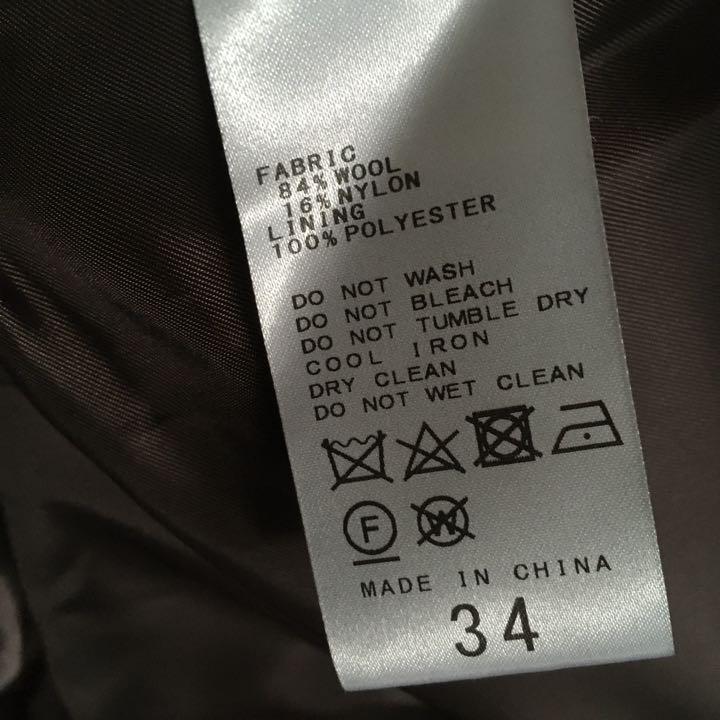 FABRIC
84% WOOL
16% NYLON
LINING
100% POLYESTER
DO NOT WASH
DO NOT BLEACH
DO NOT TUMBLE DRY
COOL IRON
DRY CLEAN
DO NOT WET CLEAN
F W
MADE IN CHINA
34